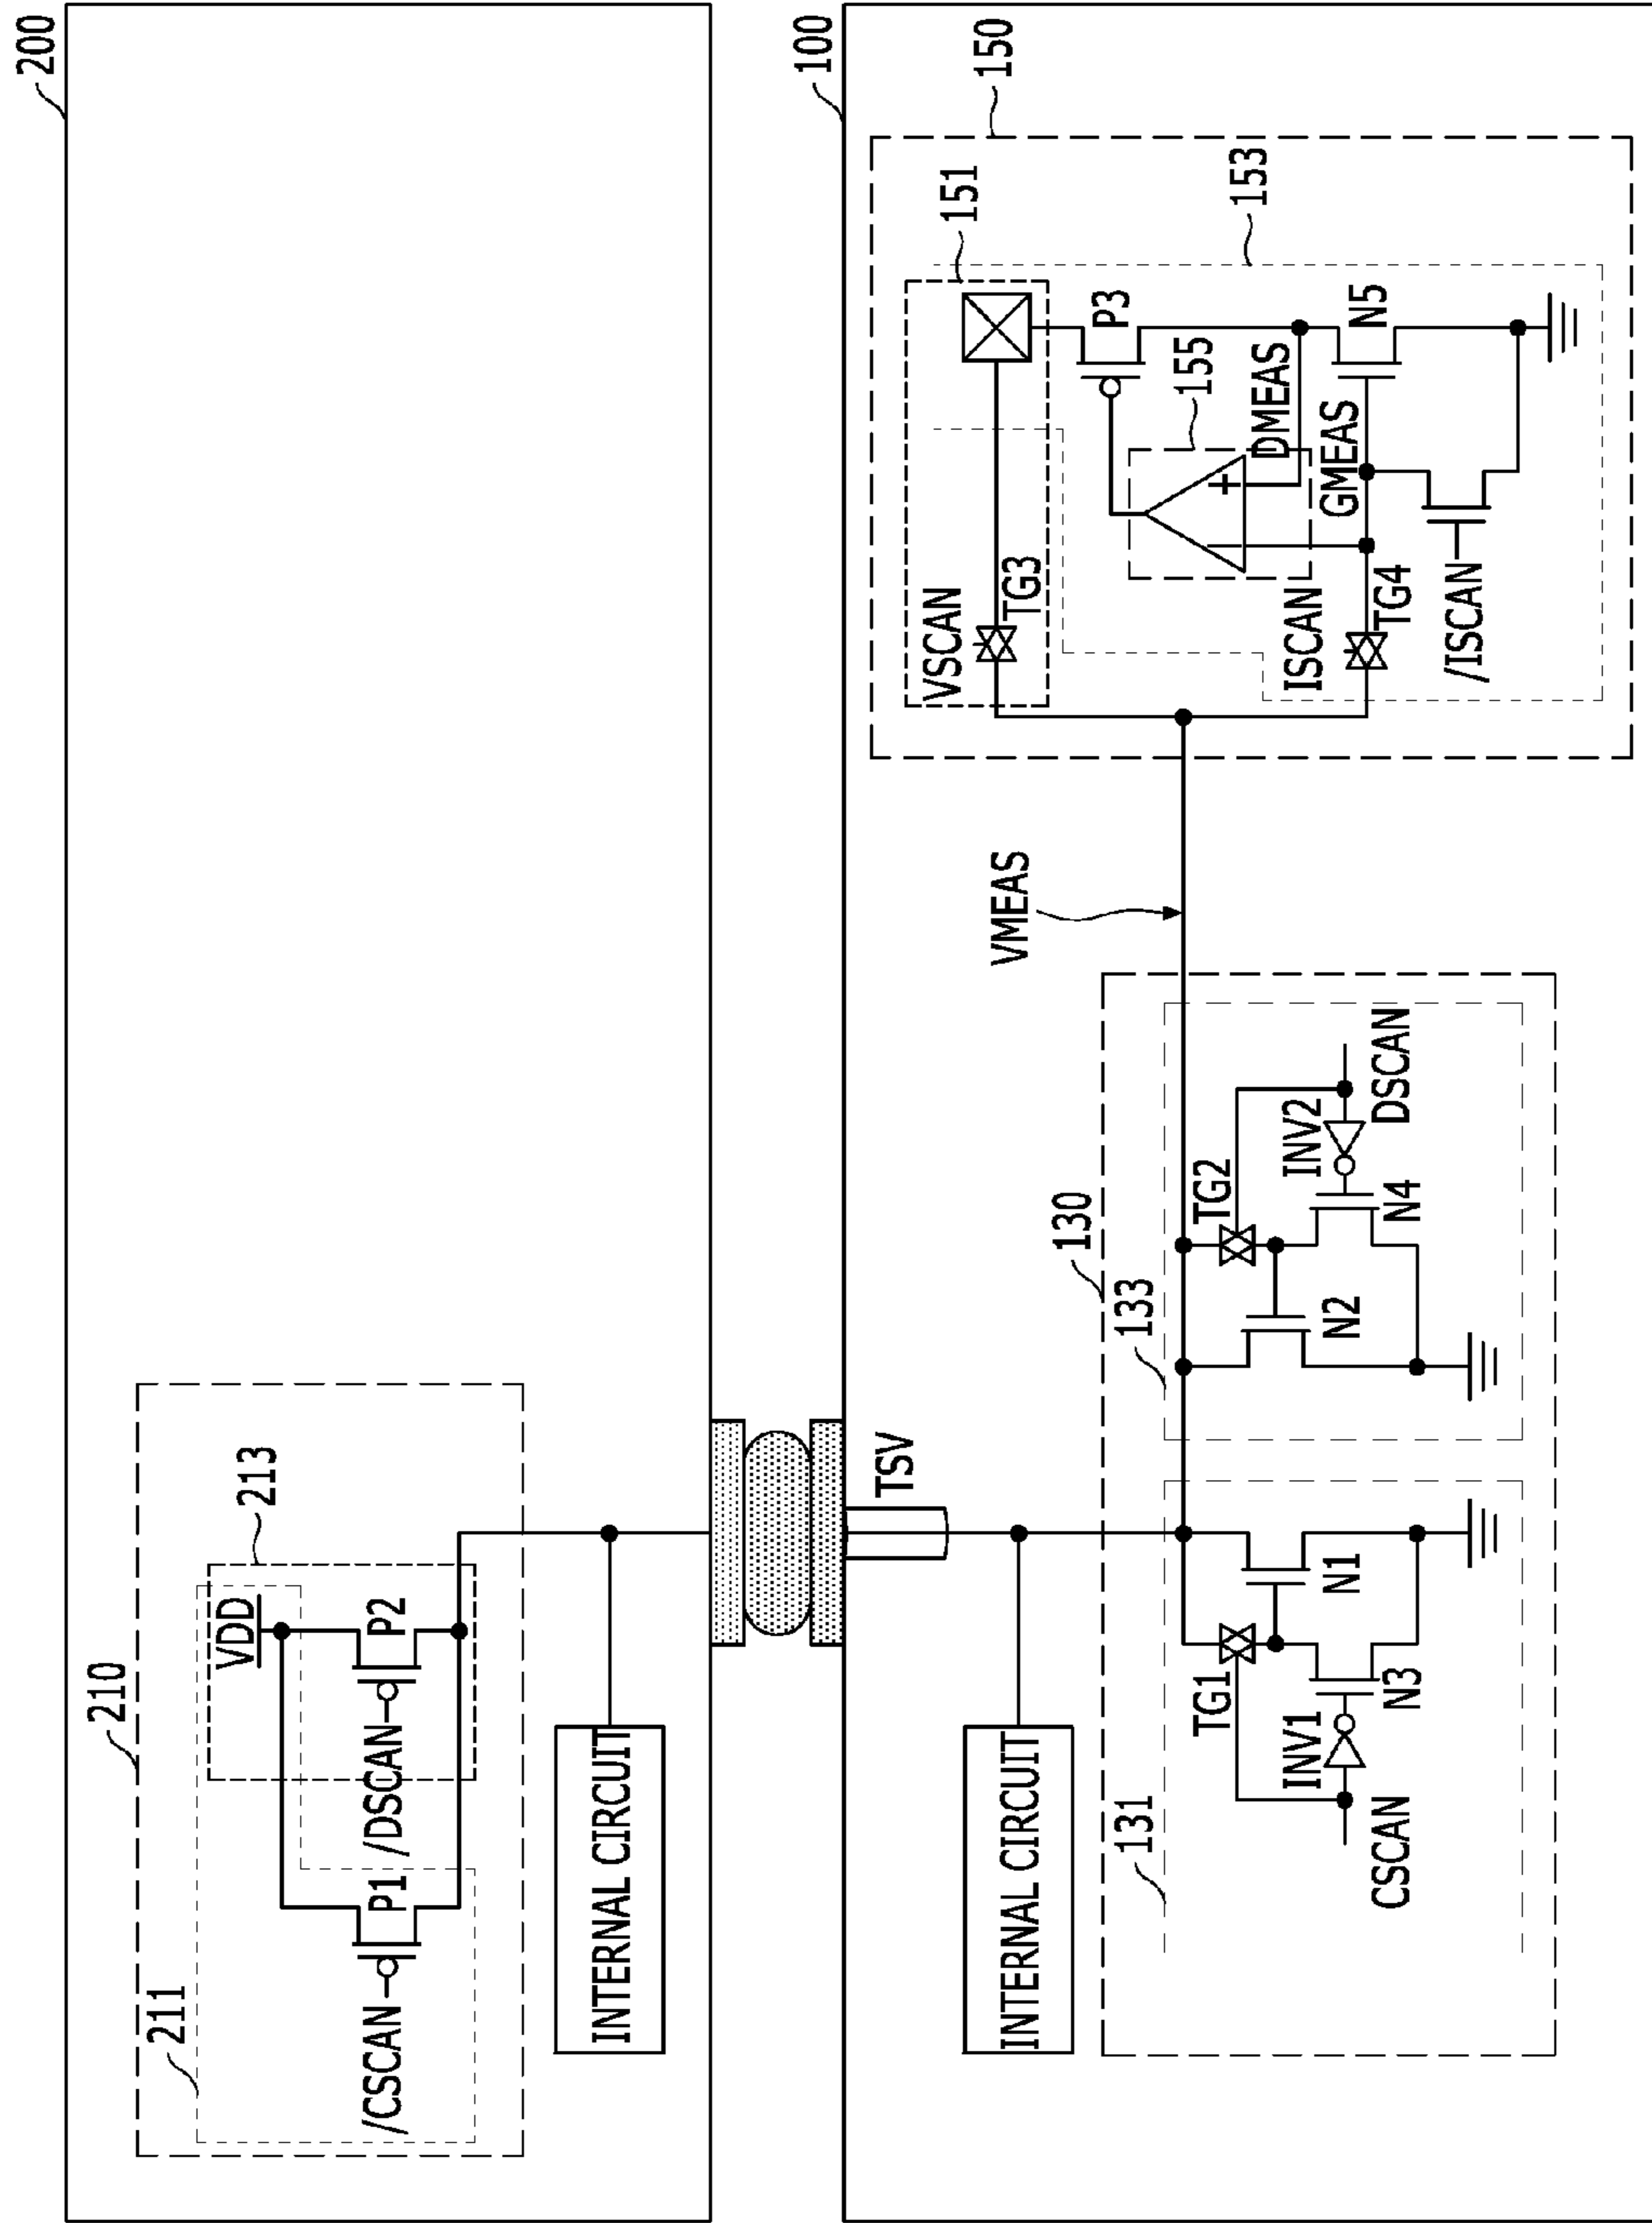 200
210
213
211
VDD
P2
/DSCAN
P1
/CSCAN
INTERNAL CIRCUIT
100
TSV
INTERNAL CIRCUIT
VMEAS
130
131
133
TG1
N1
INV1
N3
CSCAN
TG2
N2
INV2
N4
DSCAN
150
151
153
VSCAN
TG3
155
P3
+
-
DMEAS
GMEAS
N5
ISCAN
TG4
/ISCAN